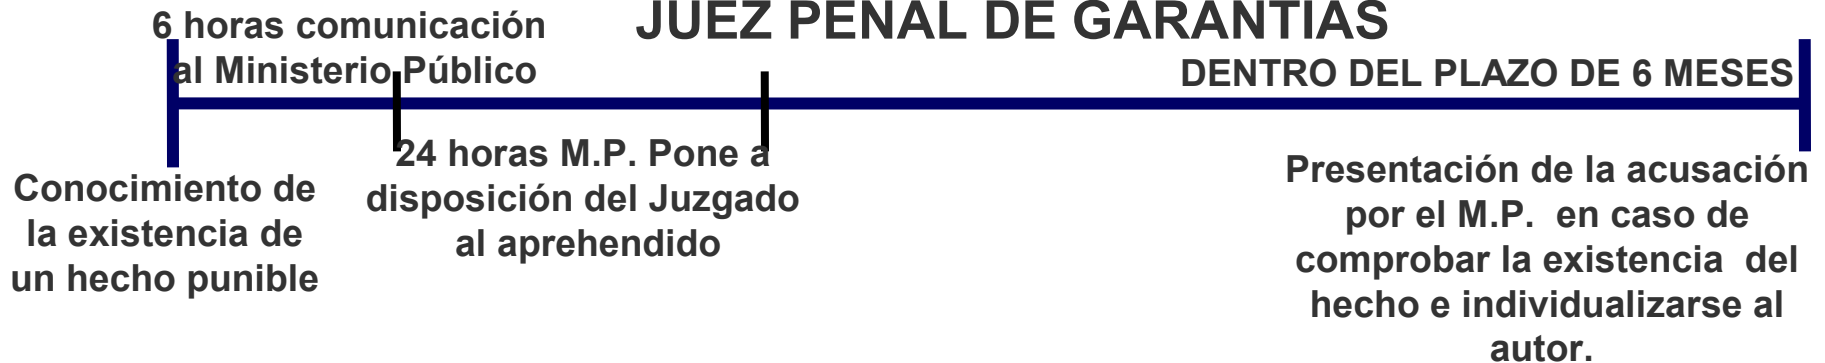 6 horas comunicación
al Ministerio Público
JUEZ PENAL DE GARANTIAS
DENTRO DEL PLAZO DE 6 MESES
Conocimiento de
la existencia de
un hecho punible
24 horas M.P. Pone a
disposición del Juzgado
al aprehendido
Presentación de la acusación
por el M.P. en caso de
comprobar la existencia del
hecho e individualizarse al
autor.